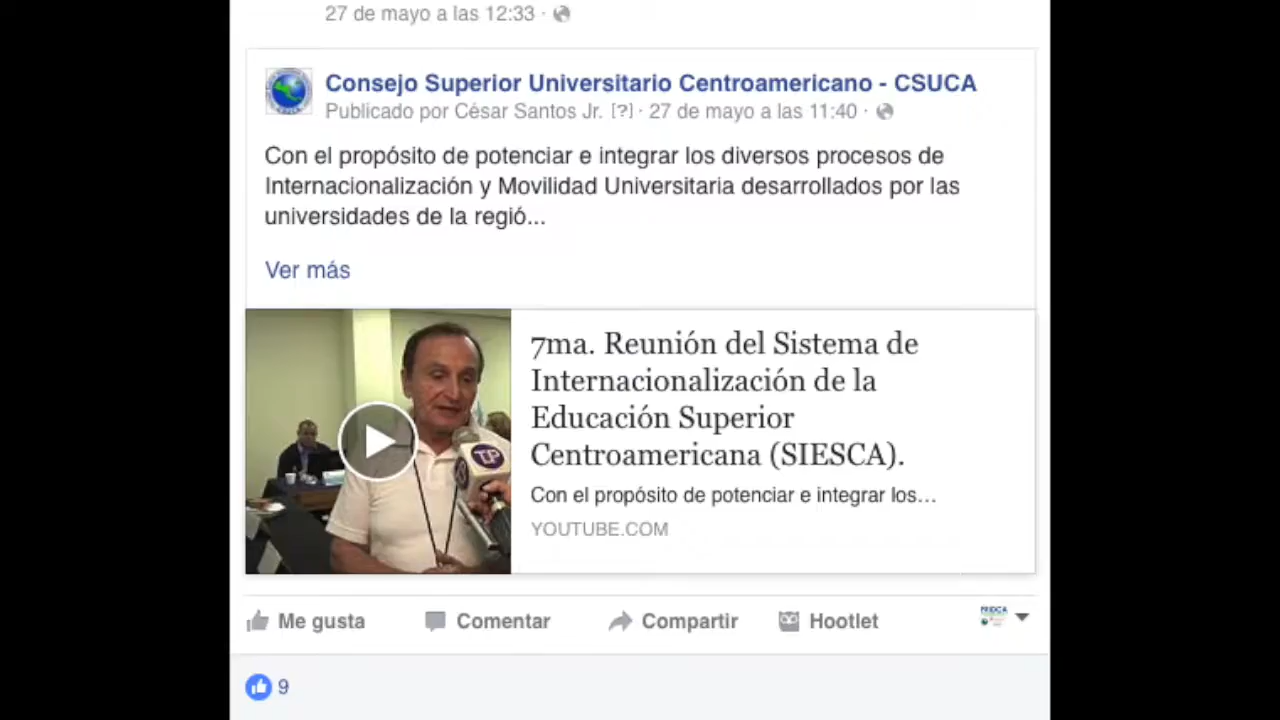 27 de mayo a las 12:33 ·
Consejo Superior Universitario Centroamericano - CSUCA
Publicado por César Santos Jr. [?] · 27 de mayo a las 11:40 ·
Con el propósito de potenciar e integrar los diversos procesos de
Internacionalización y Movilidad Universitaria desarrollados por las
universidades de la regió...
Ver más
7ma. Reunión del Sistema de
Internacionalización de la
Educación Superior
Centroamericana (SIESCA).
Con el propósito de potenciar e integrar los...
YOUTUBE.COM
Me gusta Comentar Compartir Hootlet
9